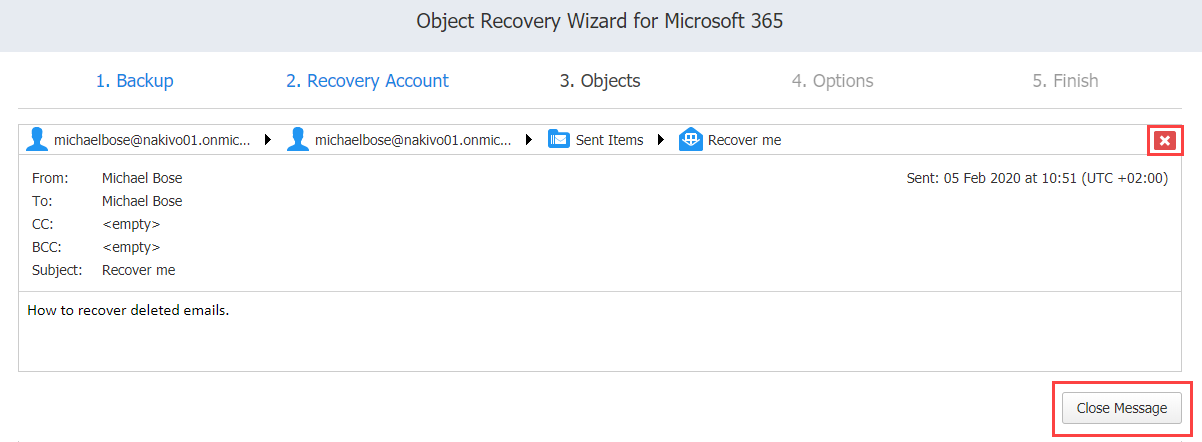 Object Recovery Wizard for Microsoft 365
1. Backup 2. Recovery Account 3. Objects 4. Options 5. Finish
michaelbose@nakivo01.onmic... michaelbose@nakivo01.onmic... Sent Items Recover me
From: Michael Bose Sent: 05 Feb 2020 at 10:51 (UTC +02:00)
To: Michael Bose
CC: <empty>
BCC: <empty>
Subject: Recover me
How to recover deleted emails.
Close Message